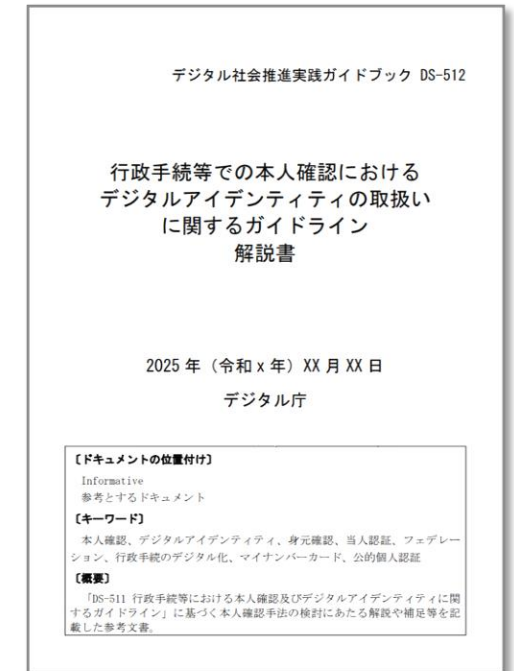 デジタル社会推進実践ガイドブック DS-512
行政手続等での本人確認における
デジタルアイデンティティの取扱い
に関するガイドライン
解説書
2025 年（令和 x 年）XX 月 XX 日
デジタル庁
〔ドキュメントの位置付け〕
Informative
参考とするドキュメント
〔キーワード〕
本人確認、デジタルアイデンティティ、身元確認、当人認証、フェデレー
ション、行政手続のデジタル化、マイナンバーカード、公的個人認証
〔概要〕
「DS-511 行政手続等における本人確認及びデジタルアイデンティティに関
するガイドライン」に基づく本人確認手法の検討にあたる解説や補足等を記
載した参考文書。